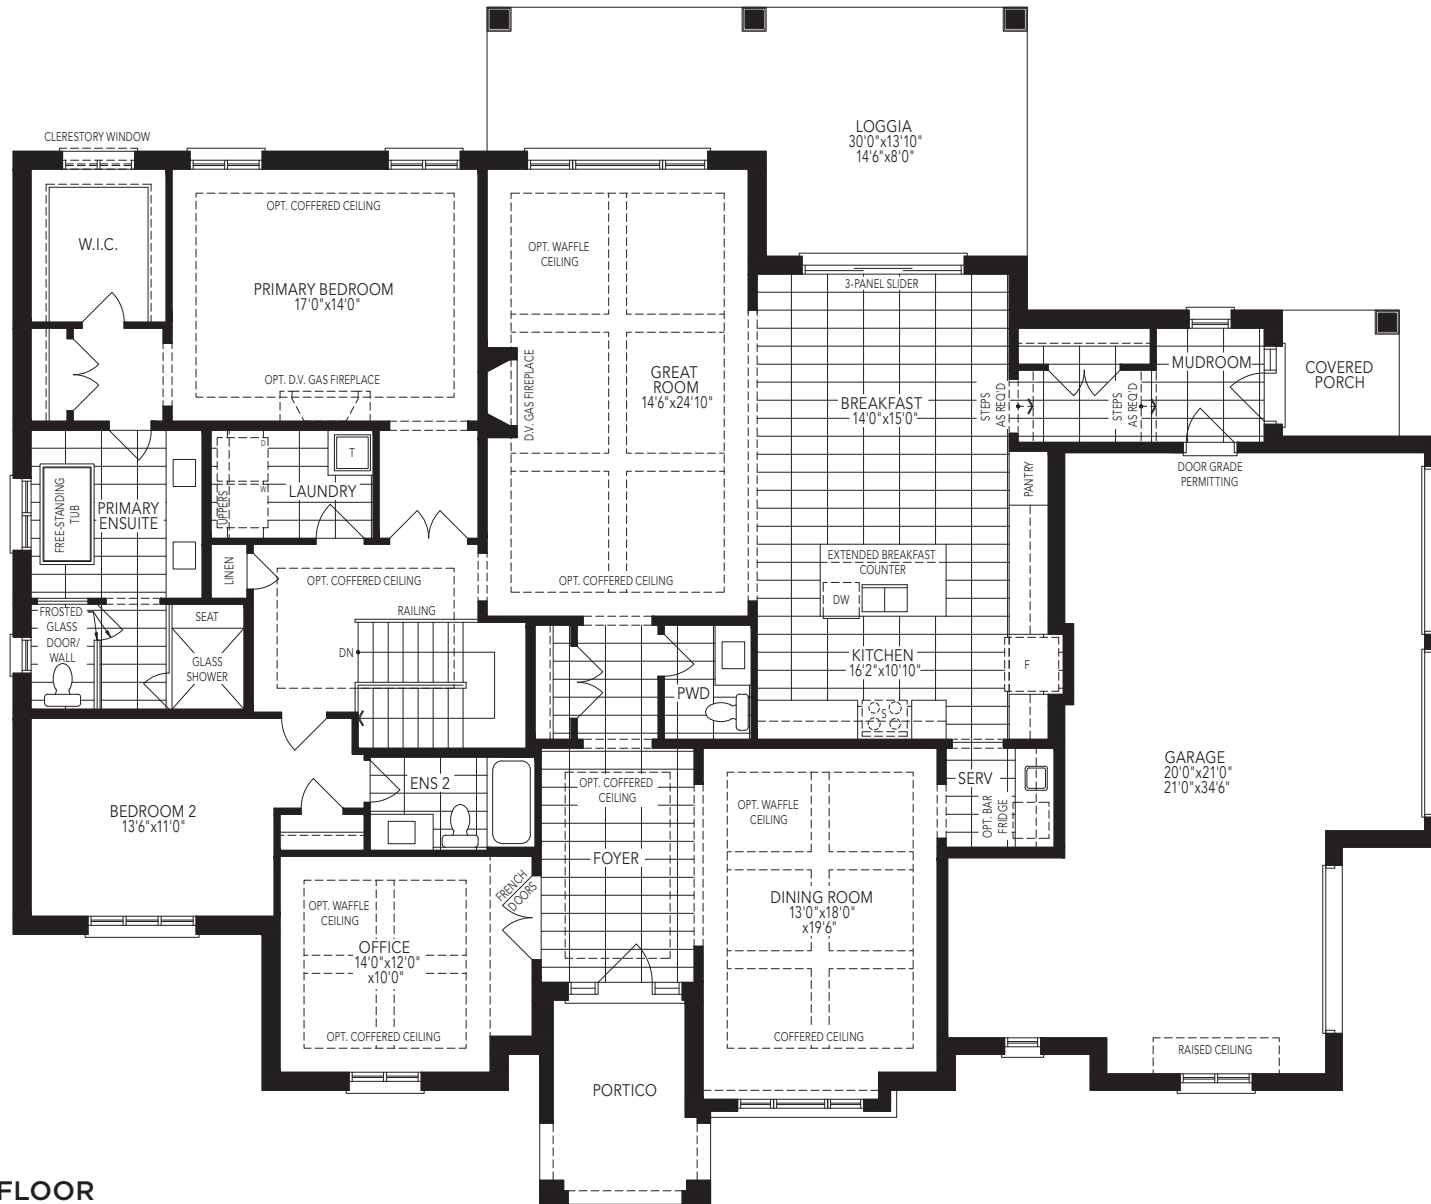 LOGGIA
30'0"x13'10"
14'6"x8'0"
CLERESTORY WINDOW
OPT. COFFERED CEILING
W.I.C.
OPT. WAFFLE
CEILING
PRIMARY BEDROOM
17'0"x14'0"
3-PANEL SLIDER
OPT. D.V. GAS FIREPLACE
D.V. GAS FIREPLACE
GREAT
ROOM
14'6"x24'10"
BREAKFAST
14'0"x15'0"
STEPS
AS REQ'D
STEPS
AS REQ'D
MUDROOM
COVERED
PORCH
DOOR GRADE
PERMITTING
PANTRY
FREE-STANDING
TUB
PRIMARY
ENSUITE
UPPERS
D
W
T
LAUNDRY
LINEN
OPT. COFFERED CEILING
OPT. COFFERED CEILING
EXTENDED BREAKFAST
COUNTER
DW
RAILING
DN
FROSTED
GLASS
DOOR/
WALL
SEAT
GLASS
SHOWER
KITCHEN
16'2"x10'10"
F
S
PWD
GARAGE
20'0"x21'0"
21'0"x34'6"
SERV
OPT. BAR
FRIDGE
ENS 2
BEDROOM 2
13'6"x11'0"
OPT. COFFERED
CEILING
OPT. WAFFLE
CEILING
FOYER
FRENCH
DOORS
DINING ROOM
13'0"x18'0"
x19'6"
OPT. WAFFLE
CEILING
OFFICE
14'0"x12'0"
x10'0"
OPT. COFFERED CEILING
COFFERED CEILING
RAISED CEILING
PORTICO
FLOOR